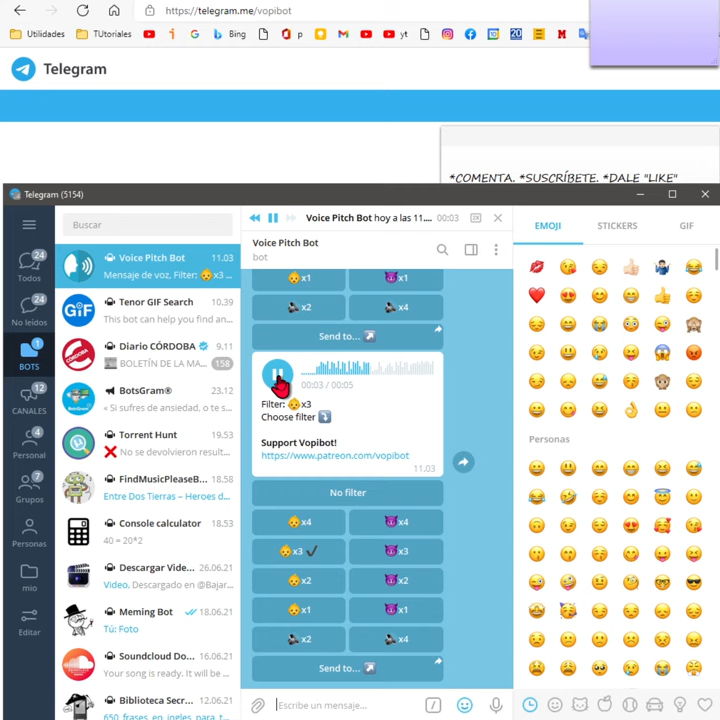 https://telegram.me/vopibot
Utilidades
TUtoriales
Bing
p
yt
20
Telegram
*COMENTA. *SUSCRÍBETE. *DALE "LIKE"
Telegram (5154)
24
Todos
24
No leídos
1
BOTS
12
CANALES
4
Personal
7
Grupos
Personas
mio
Editar
Buscar
Voice Pitch Bot 11.03
Mensaje de voz, Filter: 👶x3 ...
Tenor GIF Search 10.39
This bot can help you find an...
Diario CÓRDOBA 9.11
BOLETÍN DE LA MA... 158
BotsGram® 23.12
« Si sufres de ansiedad, o te s...
Torrent Hunt 19.53
❌ No se devolvieron result...
FindMusicPleaseB... 18.58
Entre Dos Tierras – Heroes d...
Console calculator 18.53
40 = 20*2
Descargar Vide... 26.06.21
Video. Descargado en @Bajar...
Meming Bot 18.06.21
Tú: Foto
Soundcloud Do... 16.06.21
Your song is ready. It will be...
Biblioteca Secr... 12.06.21
650 frases en ingles para t...
Voice Pitch Bot hoy a las 11.... 00:03 2X
Voice Pitch Bot
bot
👶x1 😈x1
x2 x4
Send to... ↗
00:03 / 00:05
Filter: 👶x3
Choose filter ⤵
Support Vopibot!
https://www.patreon.com/vopibot
11.03
No filter
👶x4 😈x4
👶x3 ✔ 😈x3
👶x2 😈x2
👶x1 😈x1
x2 x4
Send to... ↗
Escribe un mensaje...
EMOJI STICKERS GIF
Personas